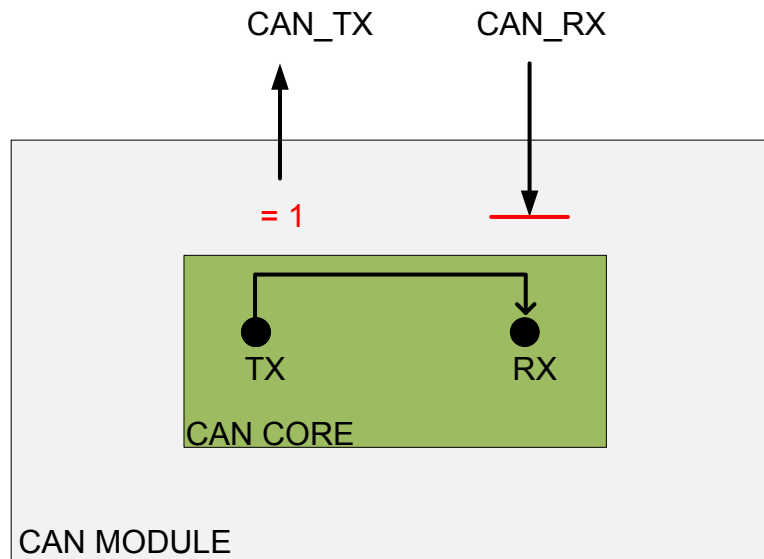 CAN_TX CAN_RX
= 1
TX RX
CAN CORE
CAN MODULE